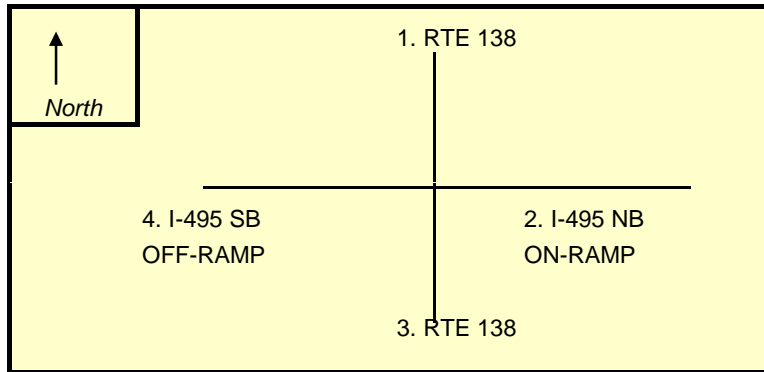 1. RTE 138
North
4. I-495 SB
OFF-RAMP
2. I-495 NB
ON-RAMP
3. RTE 138